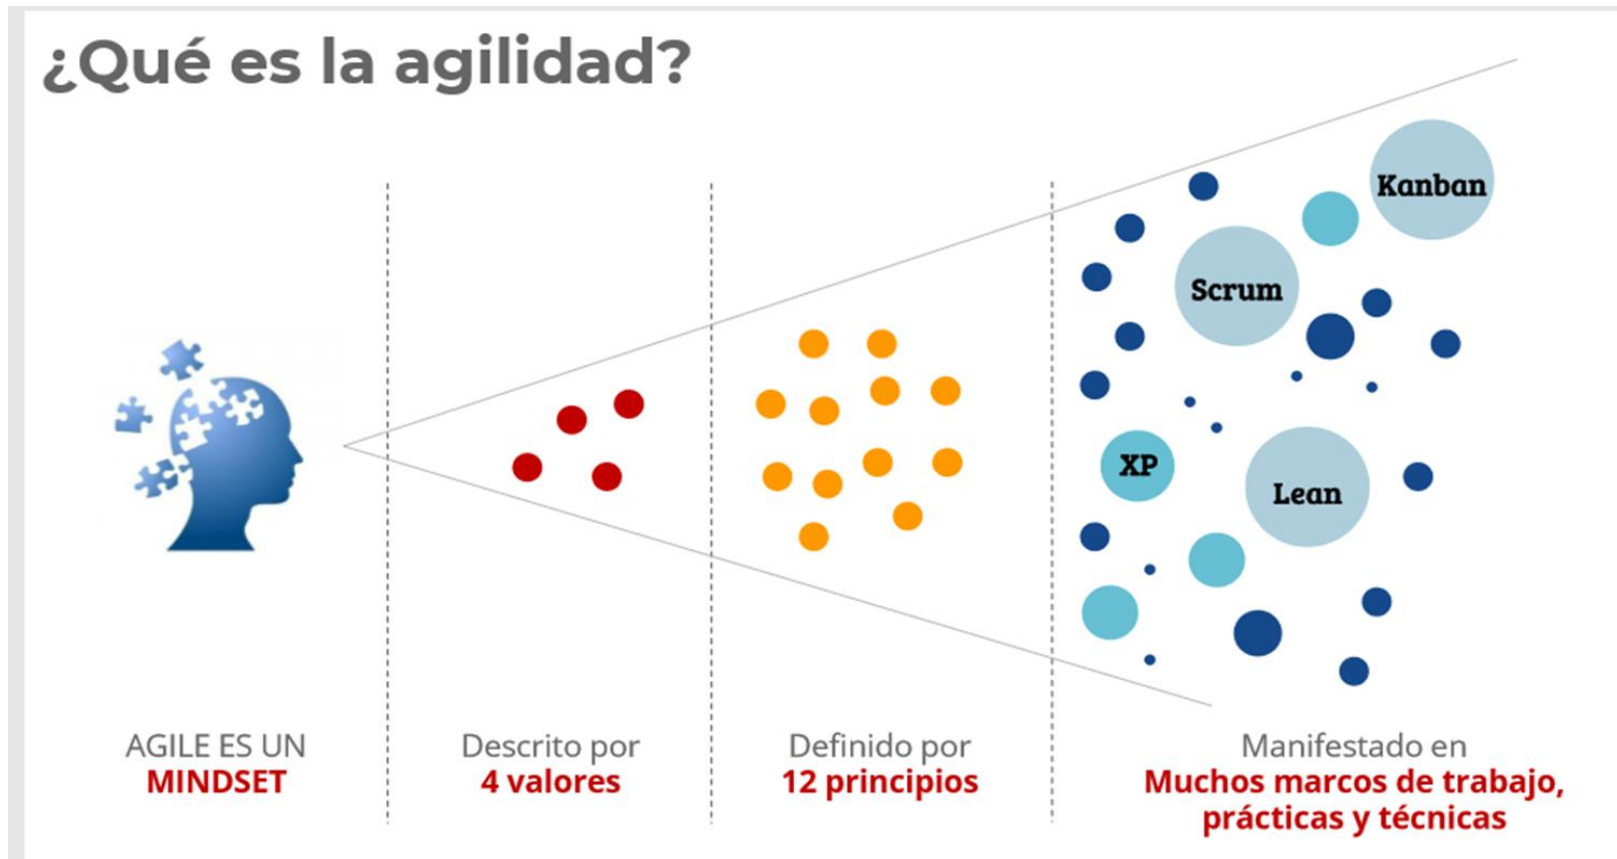 ¿Qué es la agilidad?
Kanban
Scrum
XP
Lean
AGILE ES UN
MINDSET
Descrito por
4 valores
Definido por
12 principios
Manifestado en
Muchos marcos de trabajo,
prácticas y técnicas